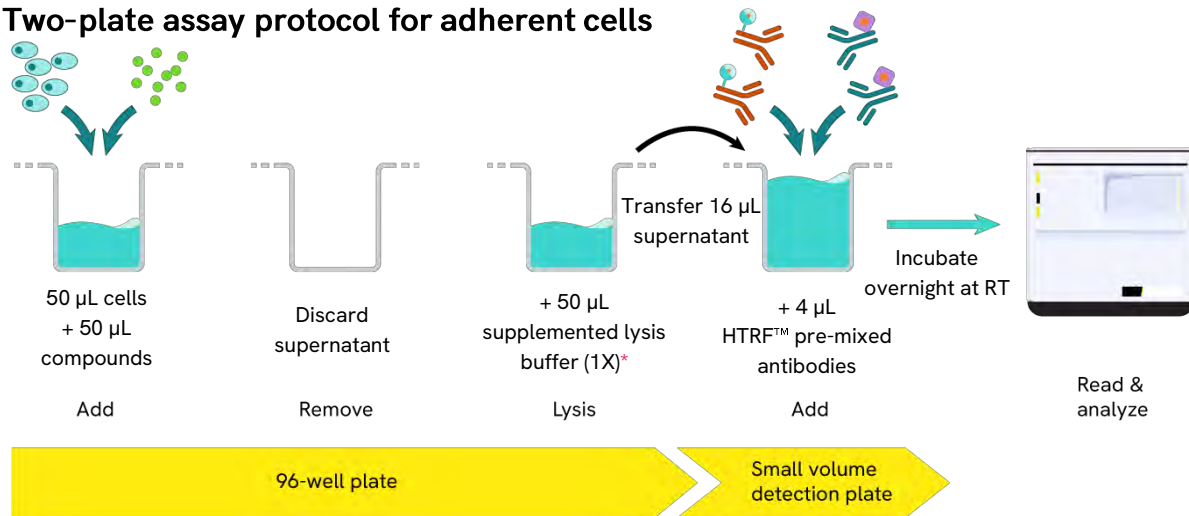 Two-plate assay protocol for adherent cells
50 µL cells
+ 50 µL
compounds
Add
Discard
supernatant
Remove
+ 50 µL
supplemented lysis
buffer (1X)*
Lysis
Transfer 16 µL
supernatant
+ 4 µL
HTRF™ pre-mixed
antibodies
Add
Incubate
overnight at RT
Read &
analyze
96-well plate
Small volume
detection plate